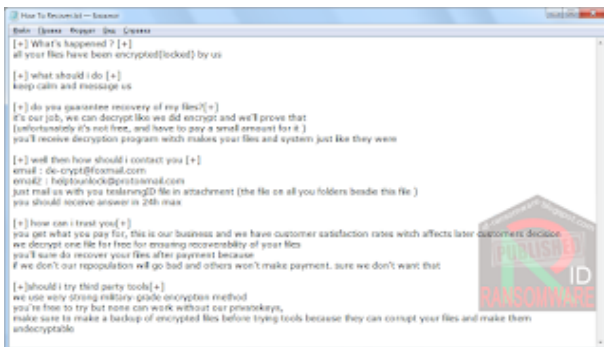 How To Recover.txt — Блокнот
Файл Правка Формат Вид Справка
[+] What's happened ? [+]
all your files have been encrypted(locked) by us
[+] what should i do [+]
keep calm and message us
[+] do you guarantee recovery of my files?[+]
it's our job, we can decrypt like we did encrypt and we'll prove that
(unfortunately it's not free, and have to pay a small amount for it )
you'll receive decryption program witch makes your files and system just like they were
[+] well then how should i contact you [+]
email : de-crypt@foxmail.com
email2 : helptounlock@protonmail.com
just mail us with you teslarvngID file in attachment (the file on all you folders beadie this file )
you should receive answer in 24h max
[+] how can i trust you[+]
you get what you pay for, this is our business and we have customer satisfaction rates witch affects later customers decision
we decrypt one file for free for ensuring recoverability of your files
you'll sure do recover your files after payment because
if we don't our repopulation will go bad and others won't make payment. sure we don't want that
[+]should i try third party tools[+]
we use very strong military-grade encryption method
you're free to try but none can work without our privatekeys,
make sure to make a backup of encrypted files before trying tools because they can corrupt your files and make them
undecryptable
PUBLISHED
ID
RANSOMWARE